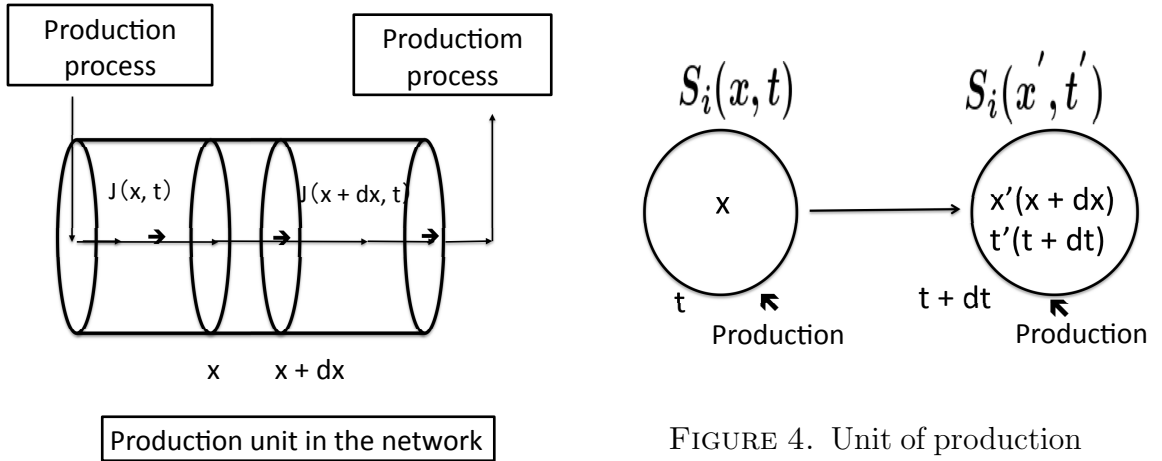 Production
process
Productiom
process
J(x, t)
J(x + dx, t)
x
x + dx
Production unit in the network
S_i(x, t)
S_i(x', t')
x
x'(x + dx)
t'(t + dt)
t
t + dt
Production
Production
FIGURE 4. Unit of production